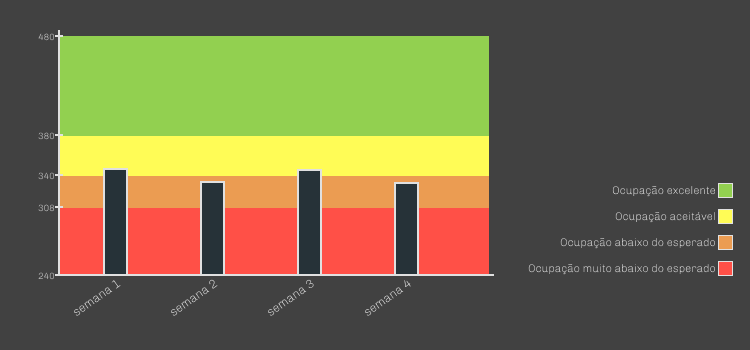 480
380
340
308
240
semana 1
semana 2
semana 3
semana 4
Ocupação excelente
Ocupação aceitável
Ocupação abaixo do esperado
Ocupação muito abaixo do esperado